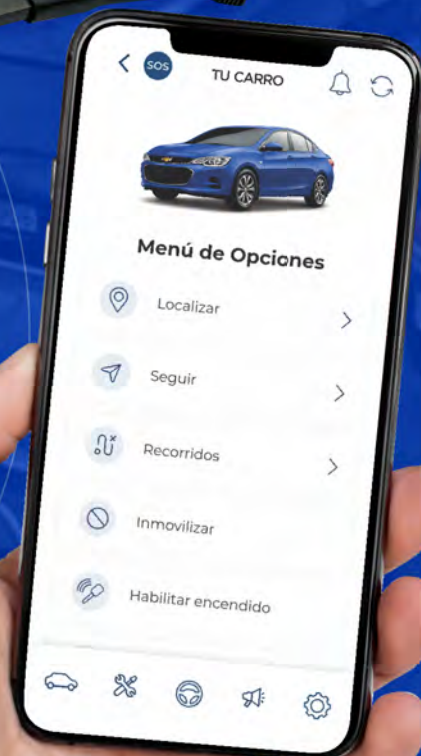 SOS
TU CARRO
Menú de Opciones
Localizar
Seguir
Recorridos
Inmovilizar
Habilitar encendido